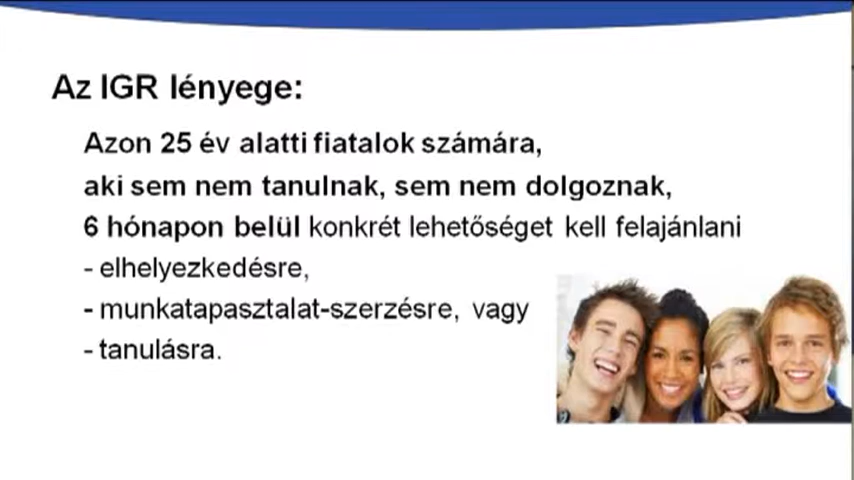 Az IGR lényege:
Azon 25 év alatti fiatalok számára,
aki sem nem tanulnak, sem nem dolgoznak,
6 hónapon belül konkrét lehetőséget kell felajánlani
- elhelyezkedésre,
- munkatapasztalat-szerzésre, vagy
- tanulásra.